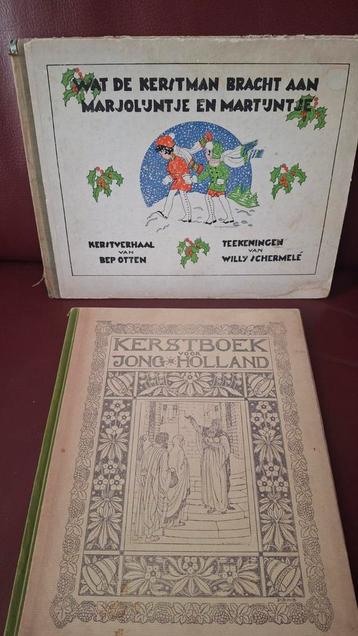 WAT DE KERSTMAN BRACHT AAN
MARJOLIJNTJE EN MARTIJNTJE
KERSTVERHAAL
VAN
BEP OTTEN
TEEKENINGEN
VAN
WILLY SCHERMELÉ
KERSTBOEK
VOOR
JONG HOLLAND